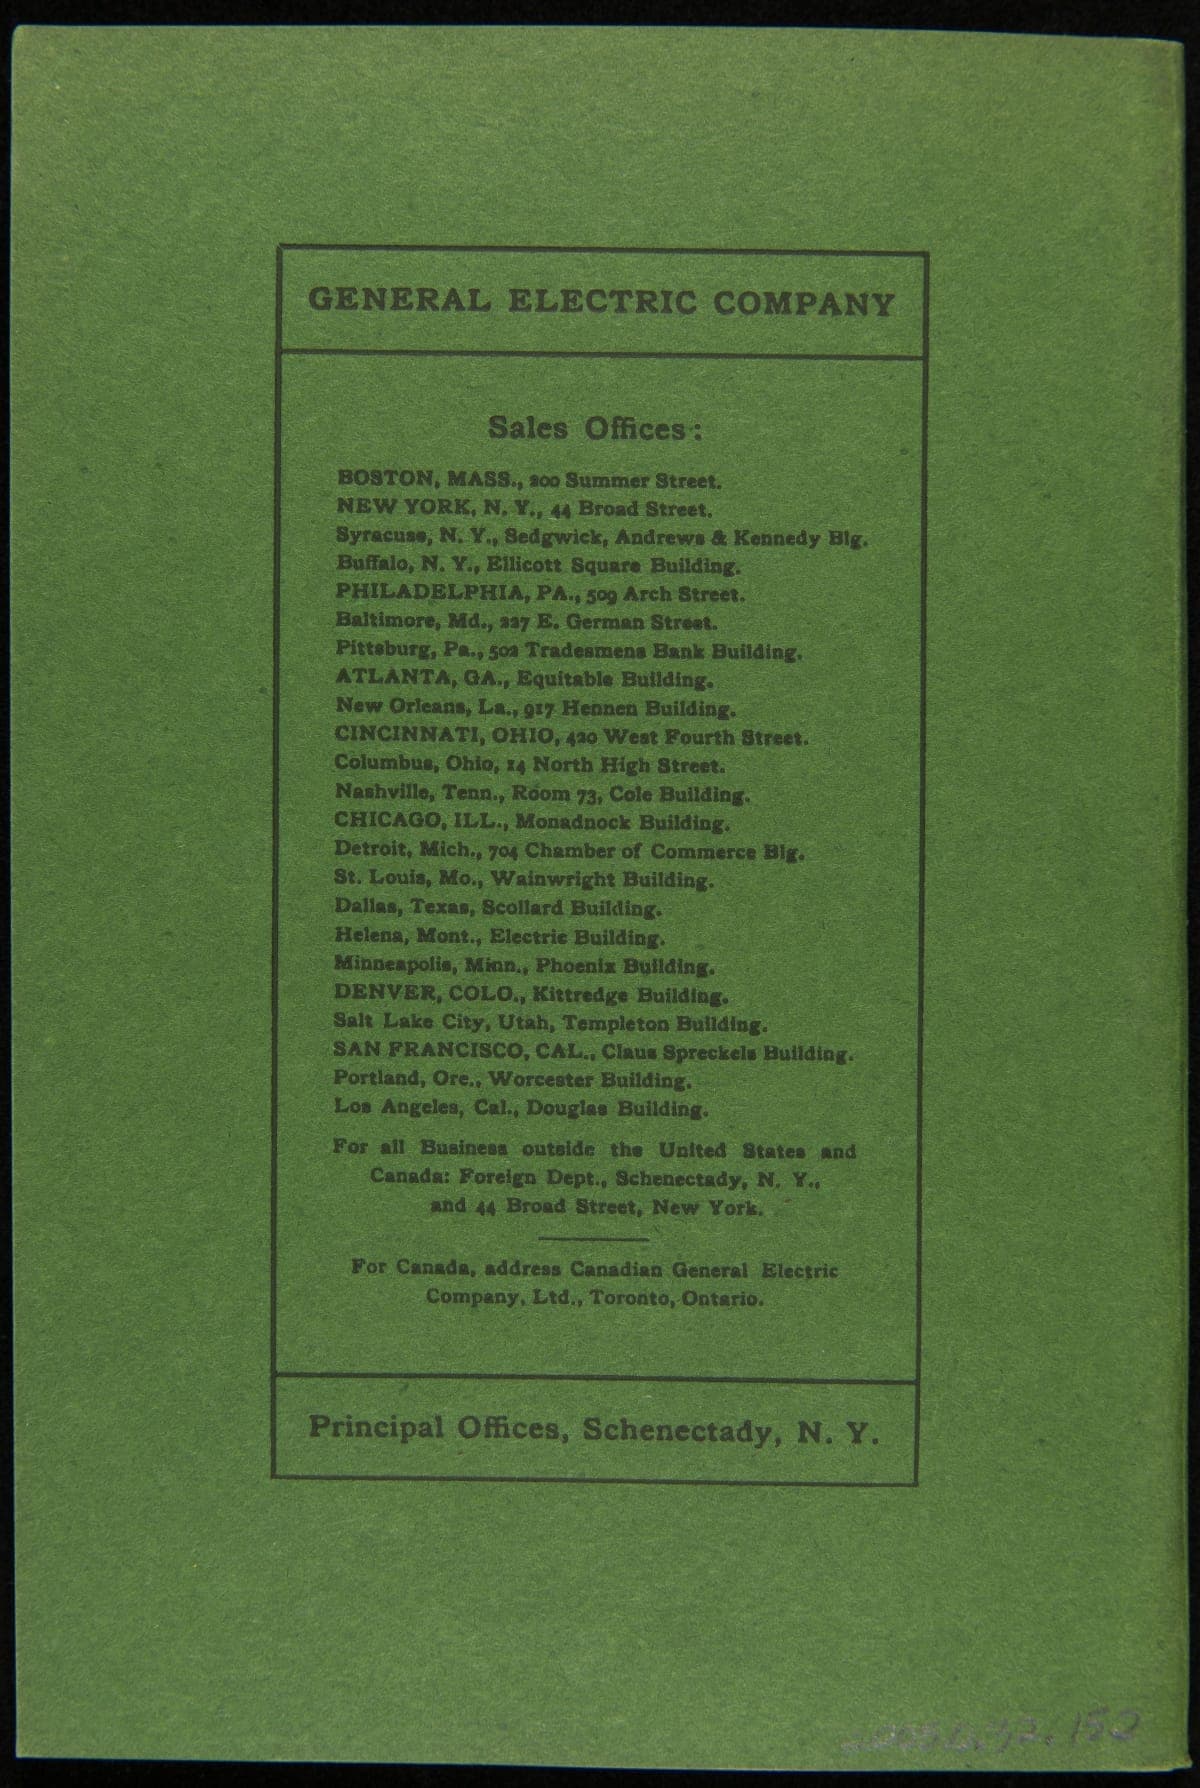 GENERAL ELECTRIC COMPANY
Sales Offices:
BOSTON, MASS., 200 Summer Street.
NEW YORK, N. Y., 44 Broad Street.
Syracuse, N. Y., Sedgwick, Andrews & Kennedy Blg.
Buffalo, N. Y., Ellicott Square Building.
PHILADELPHIA, PA., 509 Arch Street.
Baltimore, Md., 227 E. German Street.
Pittsburg, Pa., 502 Tradesmens Bank Building.
ATLANTA, GA., Equitable Building.
New Orleans, La., 917 Hennen Building.
CINCINNATI, OHIO, 420 West Fourth Street.
Columbus, Ohio, 14 North High Street.
Nashville, Tenn., Room 73, Cole Building.
CHICAGO, ILL., Monadnock Building.
Detroit, Mich., 704 Chamber of Commerce Blg.
St. Louis, Mo., Wainwright Building.
Dallas, Texas, Scollard Building.
Helena, Mont., Electric Building.
Minneapolis, Minn., Phoenix Building.
DENVER, COLO., Kittredge Building.
Salt Lake City, Utah, Templeton Building.
SAN FRANCISCO, CAL., Claus Spreckels Building.
Portland, Ore., Worcester Building.
Los Angeles, Cal., Douglas Building.
For all Business outside the United States and
Canada: Foreign Dept., Schenectady, N. Y.,
and 44 Broad Street, New York.
For Canada, address Canadian General Electric
Company, Ltd., Toronto, Ontario.
Principal Offices, Schenectady, N. Y.